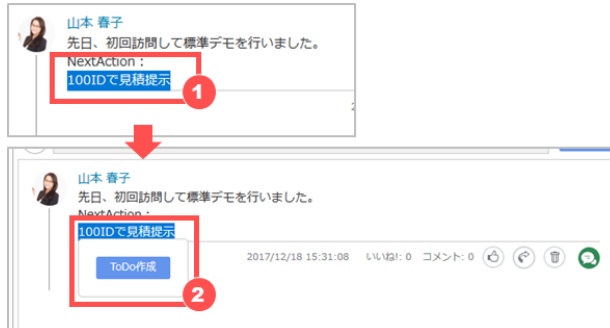 山本 春子
先日、初回訪問して標準デモを行いました。
NextAction：
100IDで見積提示
1
山本 春子
先日、初回訪問して標準デモを行いました。
NextAction：
100IDで見積提示
ToDo作成
2017/12/18 15:31:08 いいね!: 0 コメント: 0
2